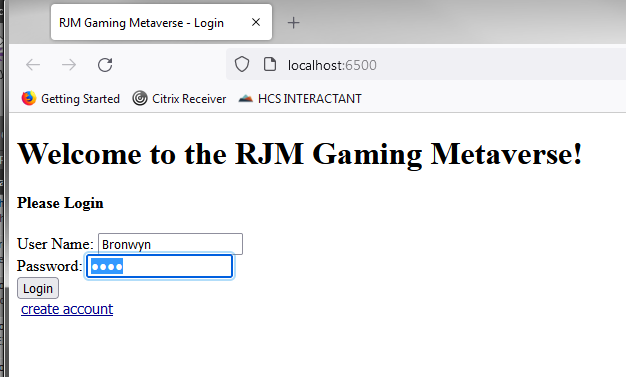 RJM Gaming Metaverse - Login
localhost:6500
Getting Started Citrix Receiver HCS INTERACTANT
Welcome to the RJM Gaming Metaverse!
Please Login
User Name: Bronwyn
Password: ●●●●
Login
create account